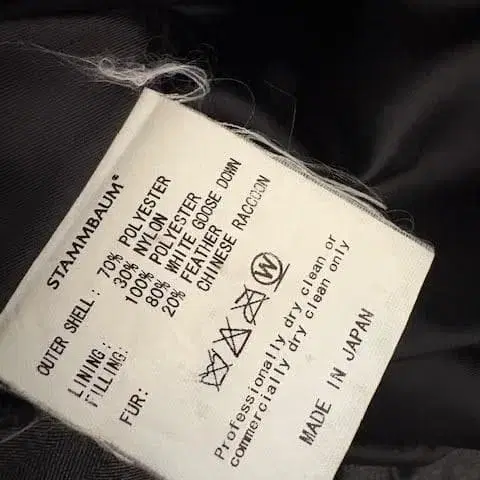 STAMMBAUM®
OUTER SHELL: 70% POLYESTER
30% NYLON
LINING: 100% POLYESTER
FILLING: 80% WHITE GOOSE DOWN
20% FEATHER
FUR: CHINESE RACCOON
W
Professionally dry clean or
commercially dry clean only
MADE IN JAPAN